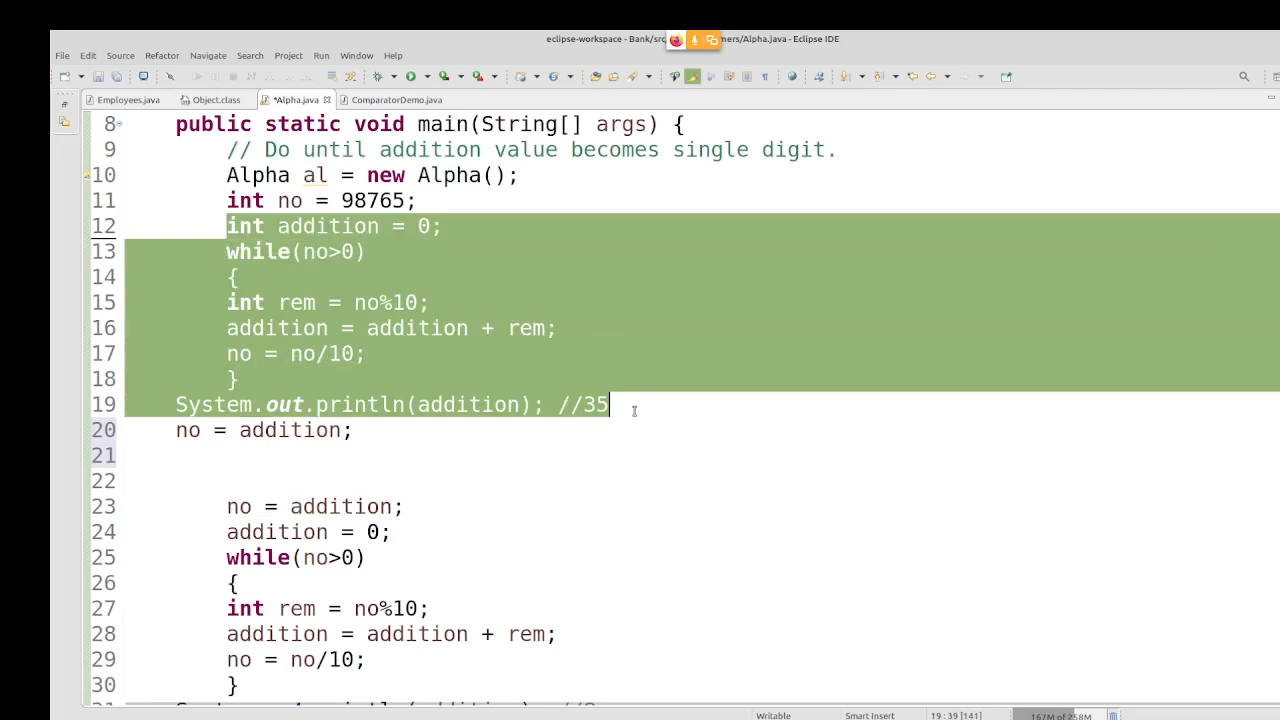 eclipse-workspace - Bank/src mers/Alpha.java - Eclipse IDE
File Edit Source Refactor Navigate Search Project Run Window Help
Employees.java Object.class *Alpha.java ComparatorDemo.java
8 public static void main(String[] args) {
9 // Do until addition value becomes single digit.
10 Alpha al = new Alpha();
11 int no = 98765;
12 int addition = 0;
13 while(no>0)
14 {
15 int rem = no%10;
16 addition = addition + rem;
17 no = no/10;
18 }
19 System.out.println(addition); //35
20 no = addition;
21
22
23 no = addition;
24 addition = 0;
25 while(no>0)
26 {
27 int rem = no%10;
28 addition = addition + rem;
29 no = no/10;
30 }
Writable Smart Insert 19 : 39 [141] 167M of 258M